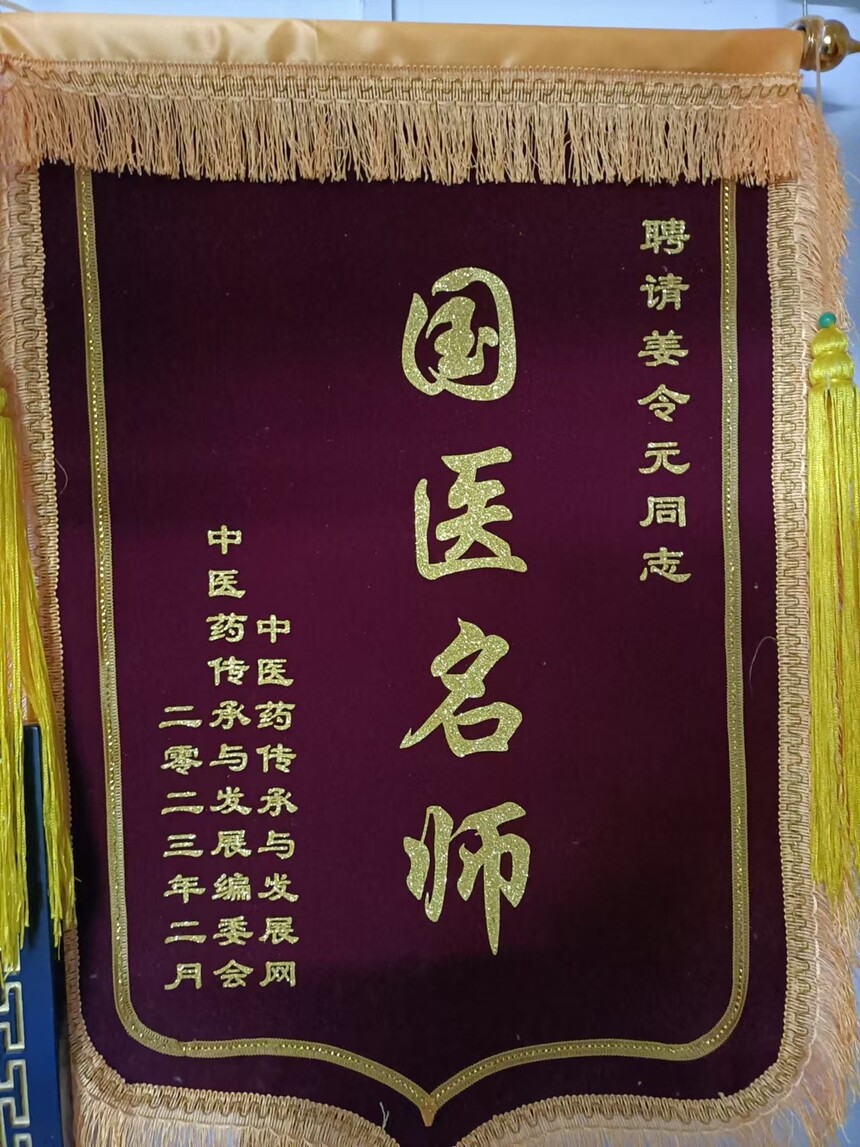 聘请姜令元同志
国医名师
中医药传承与发展网
中医药传承与发展编委会
二零二三年二月